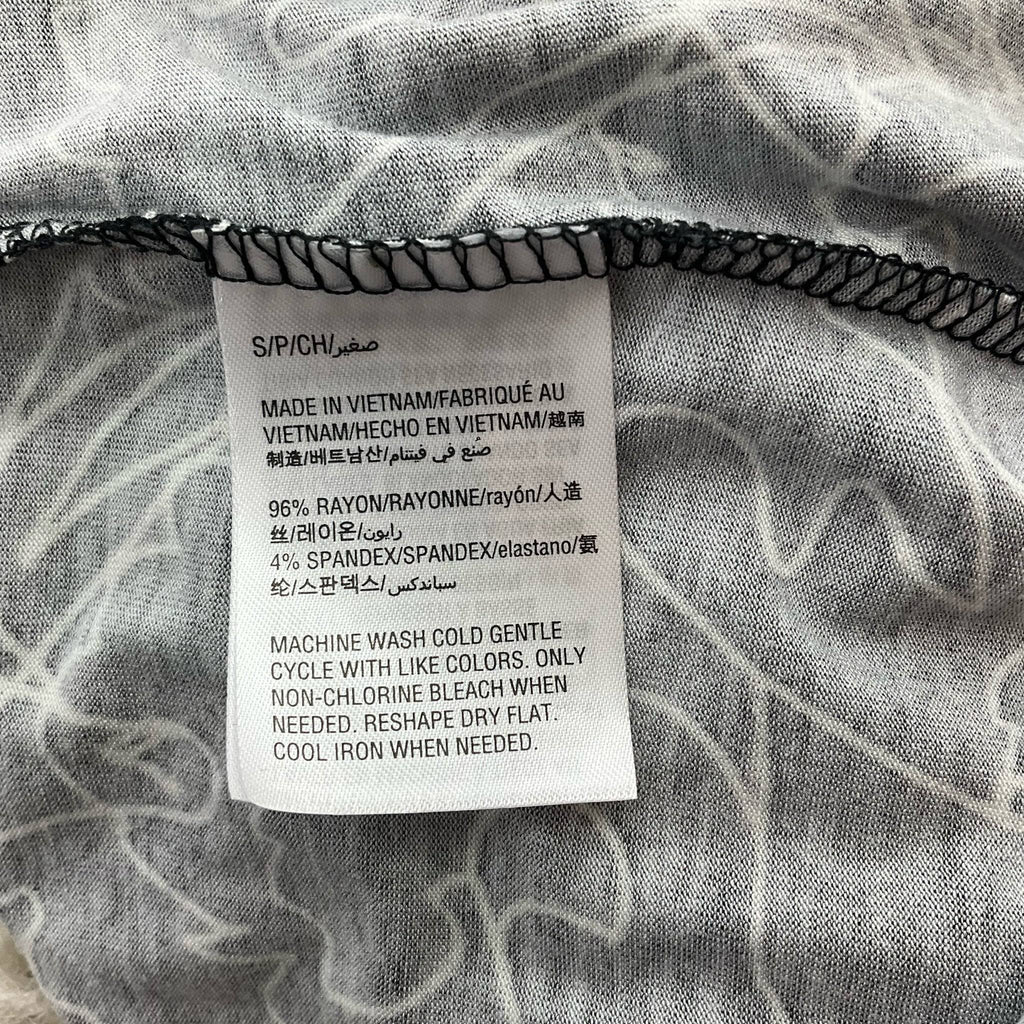 S/P/CH/صغير
MADE IN VIETNAM/FABRIQUÉ AU
VIETNAM/HECHO EN VIETNAM/越南
制造/베트남산/صُنع في فيتنام
96% RAYON/RAYONNE/rayón/人造
丝/레이온/رايون
4% SPANDEX/SPANDEX/elastano/氨
纶/스판덱스/سباندكس
MACHINE WASH COLD GENTLE
CYCLE WITH LIKE COLORS. ONLY
NON-CHLORINE BLEACH WHEN
NEEDED. RESHAPE DRY FLAT.
COOL IRON WHEN NEEDED.